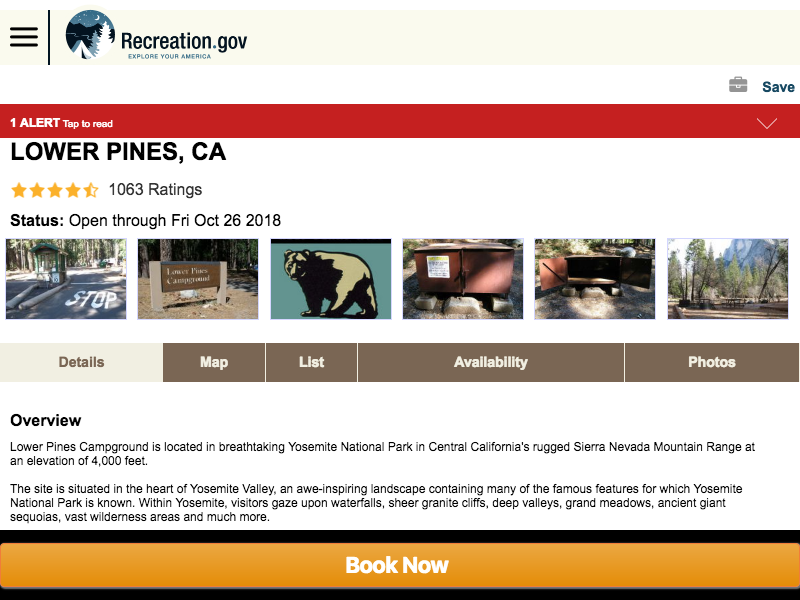 Recreation.gov
EXPLORE YOUR AMERICA
Save
1 ALERT Tap to read
LOWER PINES, CA
1063 Ratings
Status: Open through Fri Oct 26 2018
STOP
Lower Pines
Campground
Details
Map
List
Availability
Photos
Overview
Lower Pines Campground is located in breathtaking Yosemite National Park in Central California's rugged Sierra Nevada Mountain Range at
an elevation of 4,000 feet.
The site is situated in the heart of Yosemite Valley, an awe-inspiring landscape containing many of the famous features for which Yosemite
National Park is known. Within Yosemite, visitors gaze upon waterfalls, sheer granite cliffs, deep valleys, grand meadows, ancient giant
sequoias, vast wilderness areas and much more.
Book Now